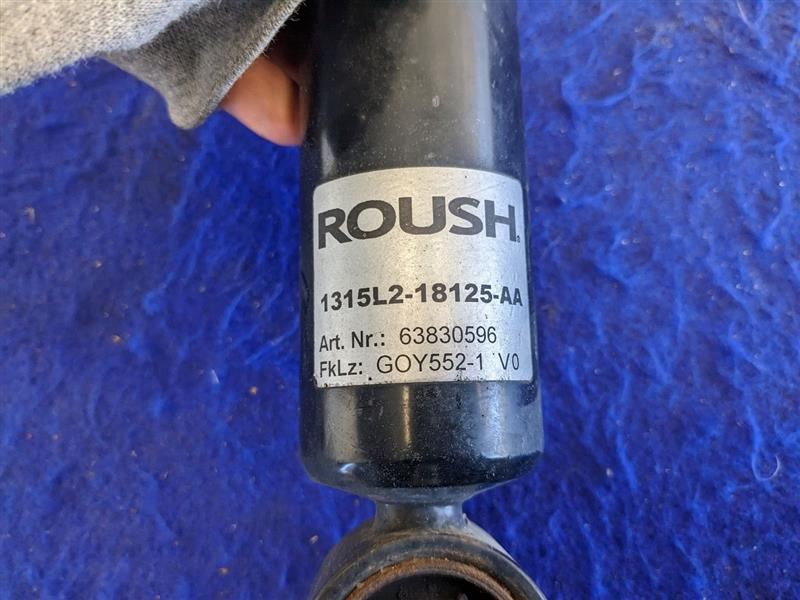 ROUSH.
1315L2-18125-AA
Art. Nr.: 63830596
FkLz: GOY552-1 V0